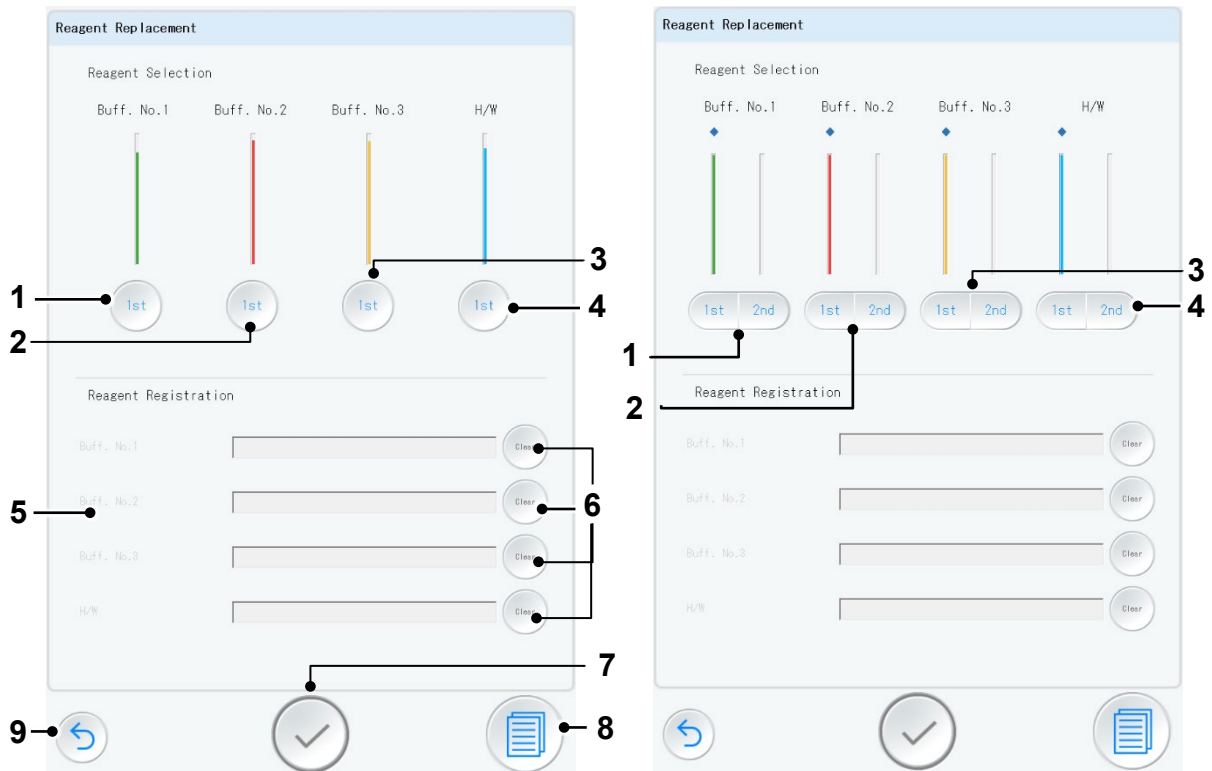 Reagent Replacement
Reagent Selection
Buff. No.1 Buff. No.2 Buff. No.3 H/W
3
1 1st 1st 1st 1st 4
2
Reagent Registration
Buff. No.1 Clear
5 Buff. No.2 Clear 6
Buff. No.3 Clear
H/W Clear
7
9 8
Reagent Replacement
Reagent Selection
Buff. No.1 Buff. No.2 Buff. No.3 H/W
3
1st 2nd 1st 2nd 1st 2nd 1st 2nd 4
1
2 Reagent Registration
Buff. No.1 Clear
Buff. No.2 Clear
Buff. No.3 Clear
H/W Clear